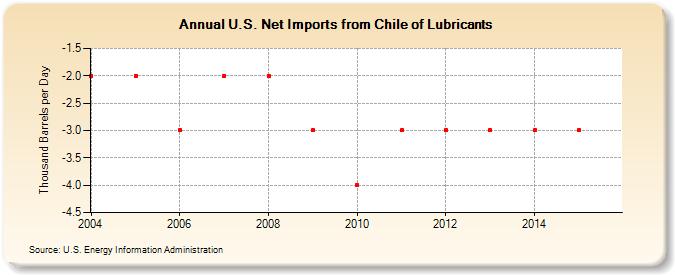 Annual U.S. Net Imports from Chile of Lubricants
Thousand Barrels per Day
-1.5
-2.0
-2.5
-3.0
-3.5
-4.0
-4.5
2004 2006 2008 2010 2012 2014
Source: U.S. Energy Information Administration